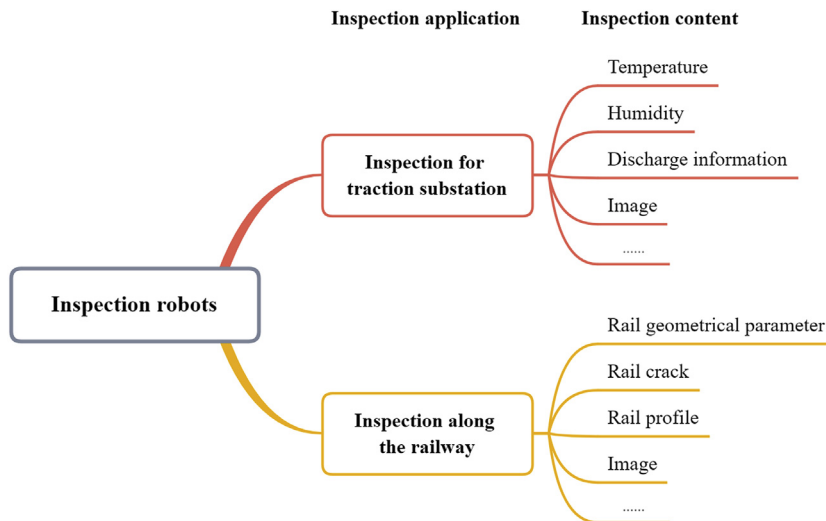 Inspection application
Inspection content
Temperature
Humidity
Inspection for
traction substation
Discharge information
Image
......
Inspection robots
Rail geometrical parameter
Rail crack
Inspection along
the railway
Rail profile
Image
......